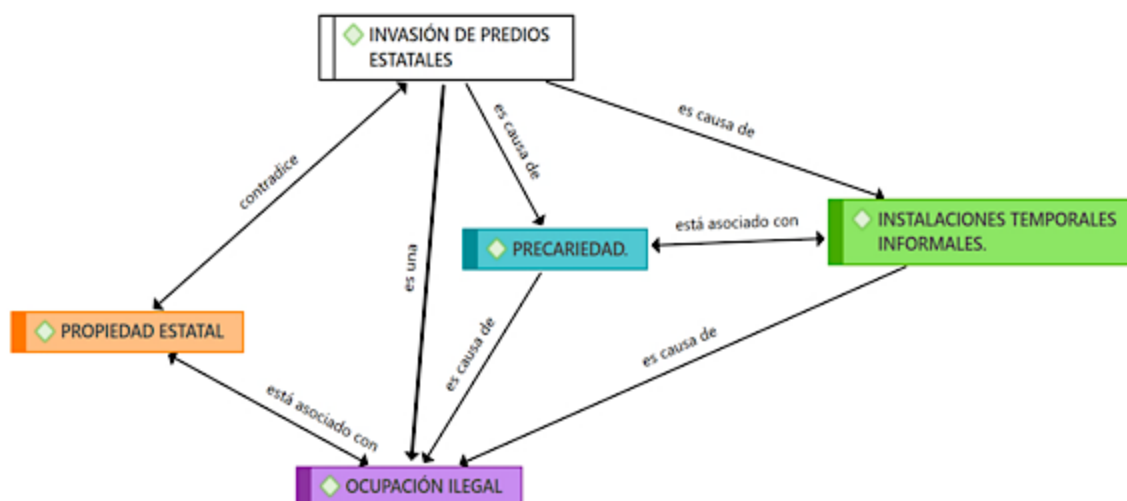 INVASIÓN DE PREDIOS
ESTATALES
es causa de
es causa de
contradice
está asociado con
INSTALACIONES TEMPORALES
INFORMALES.
PRECARIEDAD.
es una
PROPIEDAD ESTATAL
es causa de
es causa de
está asociado con
OCUPACIÓN ILEGAL